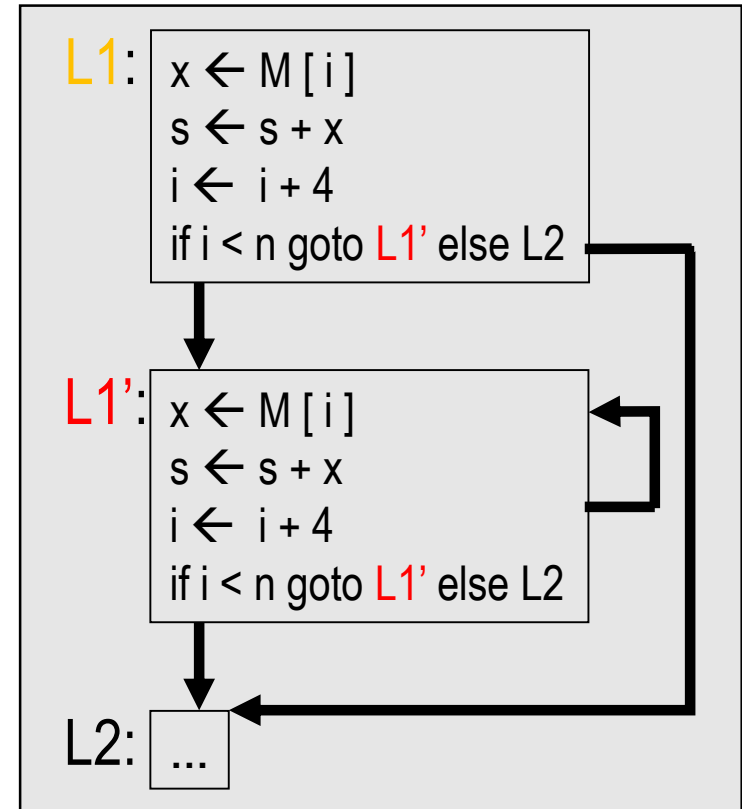 L1: x ← M [ i ]
s ← s + x
i ← i + 4
if i < n goto L1’ else L2
L1’: x ← M [ i ]
s ← s + x
i ← i + 4
if i < n goto L1’ else L2
L2: ...